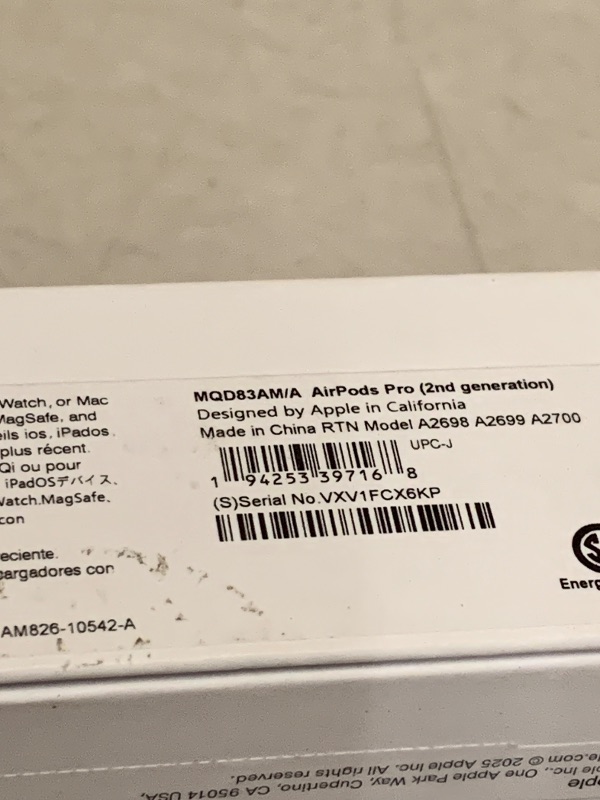 Watch, or Mac
MagSafe, and
ils ios, iPados.
plus récent.
Qi ou pour
iPadOSデバイス、
Watch.MagSafe、
con
eciente.
cargadores con
AM826-10542-A
MQD83AM/A AirPods Pro (2nd generation)
Designed by Apple in California
Made in China RTN Model A2698 A2699 A2700
UPC-J
1 94253 39716 8
(S)Serial No.VXV1FCX6KP
Energ
ple
le Inc., One Apple Park Way, Cupertino, CA 95014 USA,
e.com © 2025 Apple Inc. All rights reserved.